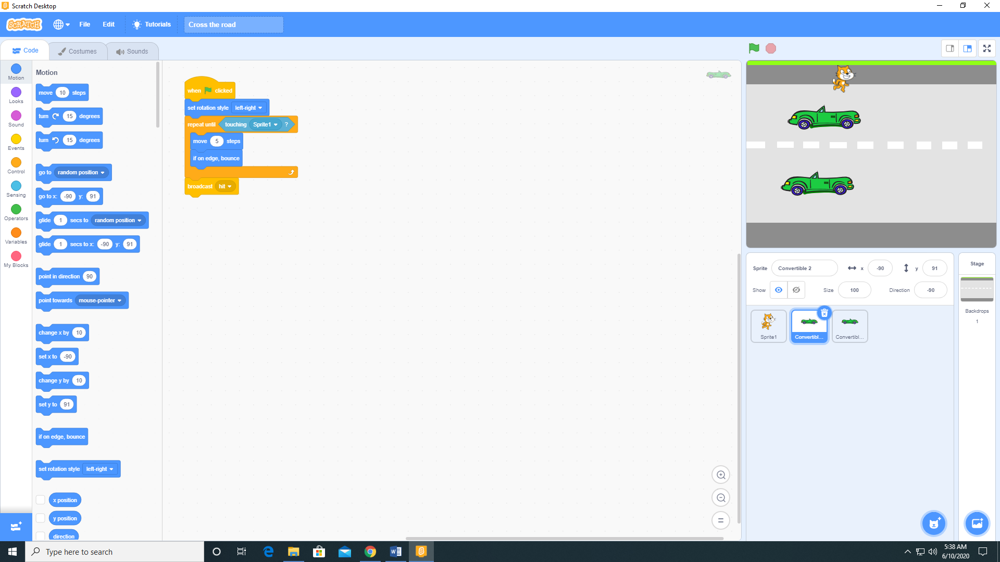 Scratch Desktop
SCRATCH
File
Edit
Tutorials
Cross the road
Code
Costumes
Sounds
Motion
Looks
Sound
Events
Control
Sensing
Operators
Variables
My Blocks
Motion
move 10 steps
turn 15 degrees
turn 15 degrees
go to random position
go to x: -90 y: 91
glide 1 secs to random position
glide 1 secs to x: -90 y: 91
point in direction 90
point towards mouse-pointer
change x by 10
set x to -90
change y by 10
set y to 91
if on edge, bounce
set rotation style left-right
x position
y position
direction
when clicked
set rotation style left-right
repeat until touching Sprite1 ?
move 5 steps
if on edge, bounce
broadcast hit
Sprite Convertible 2 x -90 y 91
Show Size 100 Direction -90
Sprite1
Convertibl...
Convertibl...
Stage
Backdrops
1
Type here to search
5:38 AM
6/10/2020